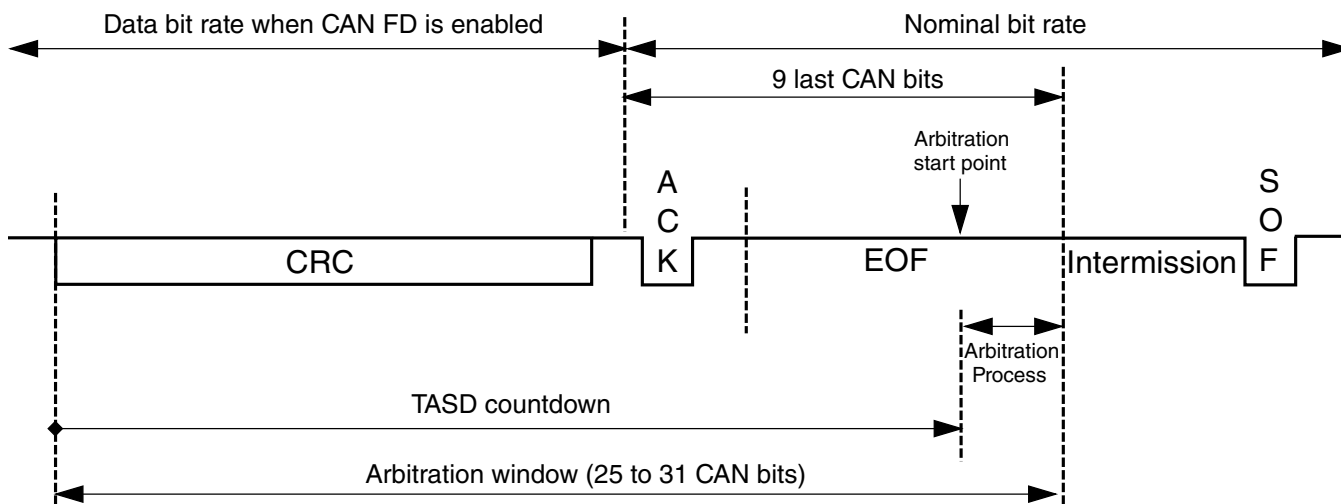 Data bit rate when CAN FD is enabled
Nominal bit rate
9 last CAN bits
Arbitration
start point
A
C
K
S
O
F
CRC
EOF
Intermission
Arbitration
Process
TASD countdown
Arbitration window (25 to 31 CAN bits)